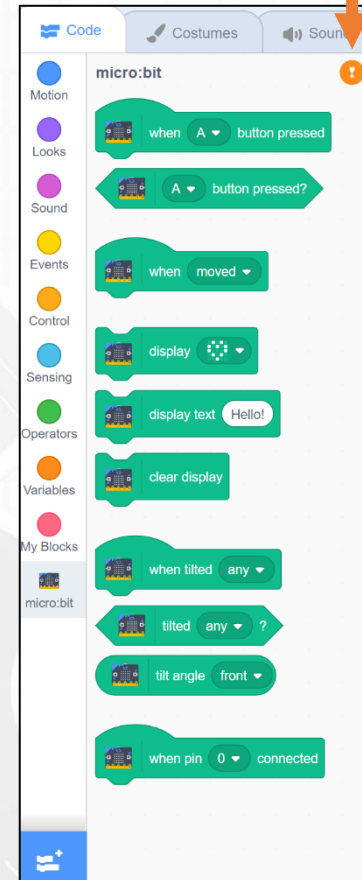 Code Costumes Soun
micro:bit
Motion
Looks
Sound
Events
Control
Sensing
Operators
Variables
My Blocks
micro:bit
when A button pressed
A button pressed?
when moved
display
display text Hello!
clear display
when tilted any
tilted any ?
tilt angle front
when pin 0 connected